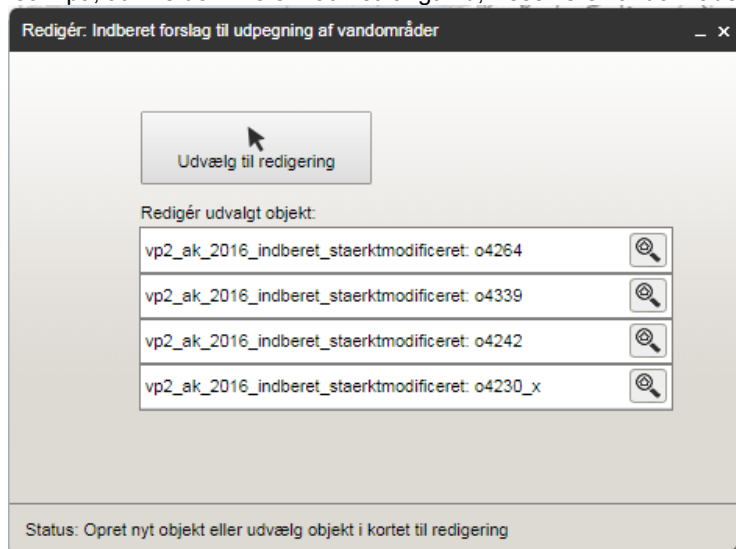 Redigér: Indberet forslag til udpegning af vandområder
Udvælg til redigering
Redigér udvalgt objekt:
vp2_ak_2016_indberet_staerktmodificeret: o4264
vp2_ak_2016_indberet_staerktmodificeret: o4339
vp2_ak_2016_indberet_staerktmodificeret: o4242
vp2_ak_2016_indberet_staerktmodificeret: o4230_x
Status: Opret nyt objekt eller udvælg objekt i kortet til redigering